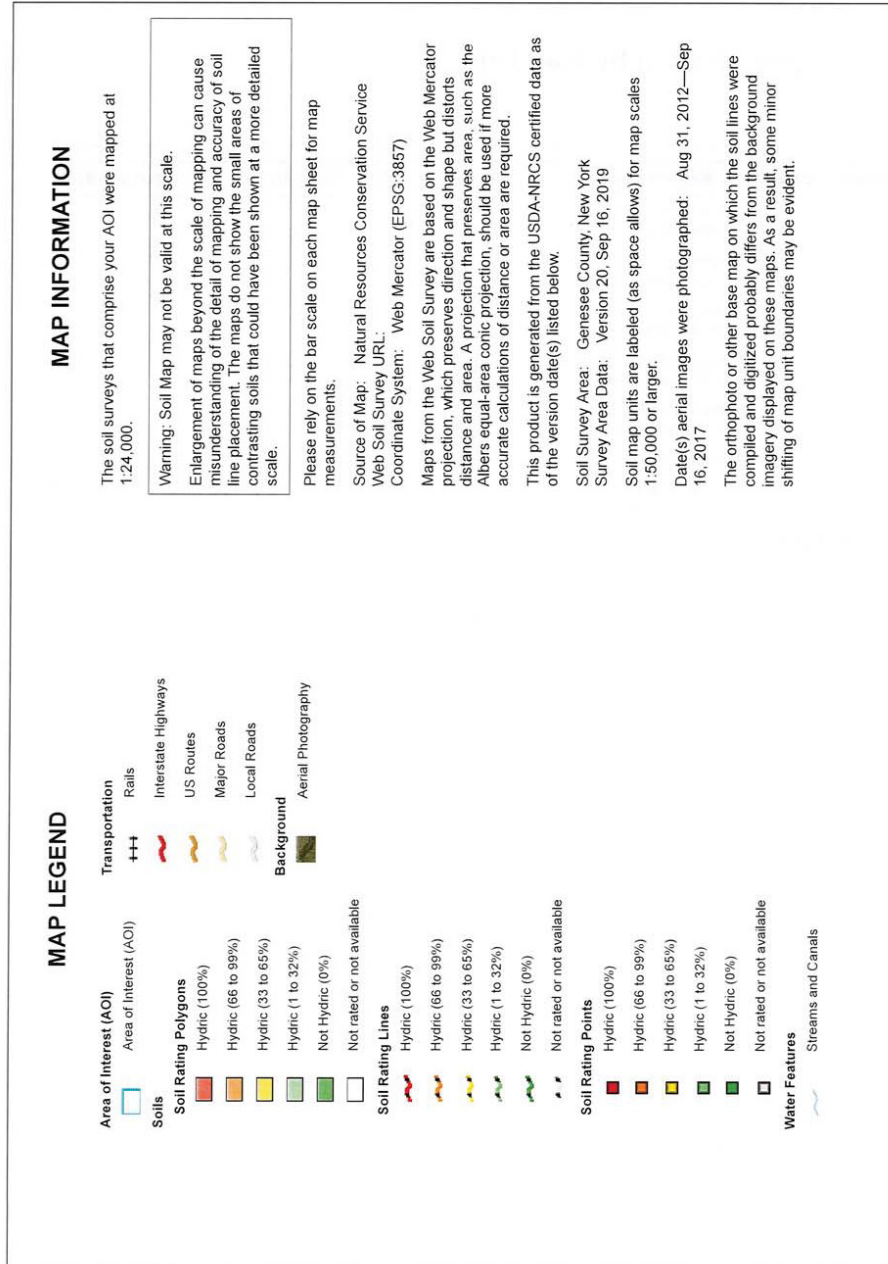 MAP LEGEND
Area of Interest (AOI)
Area of Interest (AOI)
Soils
Soil Rating Polygons
Hydric (100%)
Hydric (66 to 99%)
Hydric (33 to 65%)
Hydric (1 to 32%)
Not Hydric (0%)
Not rated or not available
Soil Rating Lines
Hydric (100%)
Hydric (66 to 99%)
Hydric (33 to 65%)
Hydric (1 to 32%)
Not Hydric (0%)
Not rated or not available
Soil Rating Points
Hydric (100%)
Hydric (66 to 99%)
Hydric (33 to 65%)
Hydric (1 to 32%)
Not Hydric (0%)
Not rated or not available
Water Features
Streams and Canals
Transportation
Rails
Interstate Highways
US Routes
Major Roads
Local Roads
Background
Aerial Photography
MAP INFORMATION
The soil surveys that comprise your AOI were mapped at
1:24,000.
Warning: Soil Map may not be valid at this scale.
Enlargement of maps beyond the scale of mapping can cause
misunderstanding of the detail of mapping and accuracy of soil
line placement. The maps do not show the small areas of
contrasting soils that could have been shown at a more detailed
scale.
Please rely on the bar scale on each map sheet for map
measurements.
Source of Map: Natural Resources Conservation Service
Web Soil Survey URL:
Coordinate System: Web Mercator (EPSG:3857)
Maps from the Web Soil Survey are based on the Web Mercator
projection, which preserves direction and shape but distorts
distance and area. A projection that preserves area, such as the
Albers equal-area conic projection, should be used if more
accurate calculations of distance or area are required.
This product is generated from the USDA-NRCS certified data as
of the version date(s) listed below.
Soil Survey Area: Genesee County, New York
Survey Area Data: Version 20, Sep 16, 2019
Soil map units are labeled (as space allows) for map scales
1:50,000 or larger.
Date(s) aerial images were photographed: Aug 31, 2012—Sep
16, 2017
The orthophoto or other base map on which the soil lines were
compiled and digitized probably differs from the background
imagery displayed on these maps. As a result, some minor
shifting of map unit boundaries may be evident.